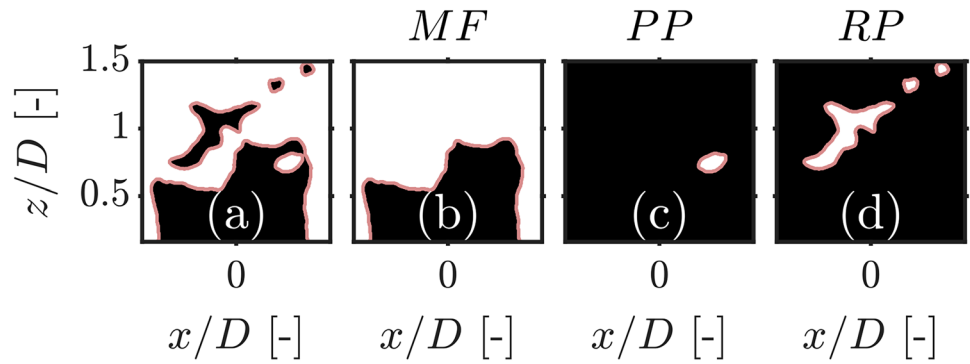 MF PP RP
z/D [-]
1.5
1
0.5
(a) (b) (c) (d)
0 0 0 0
x/D [-] x/D [-] x/D [-] x/D [-]